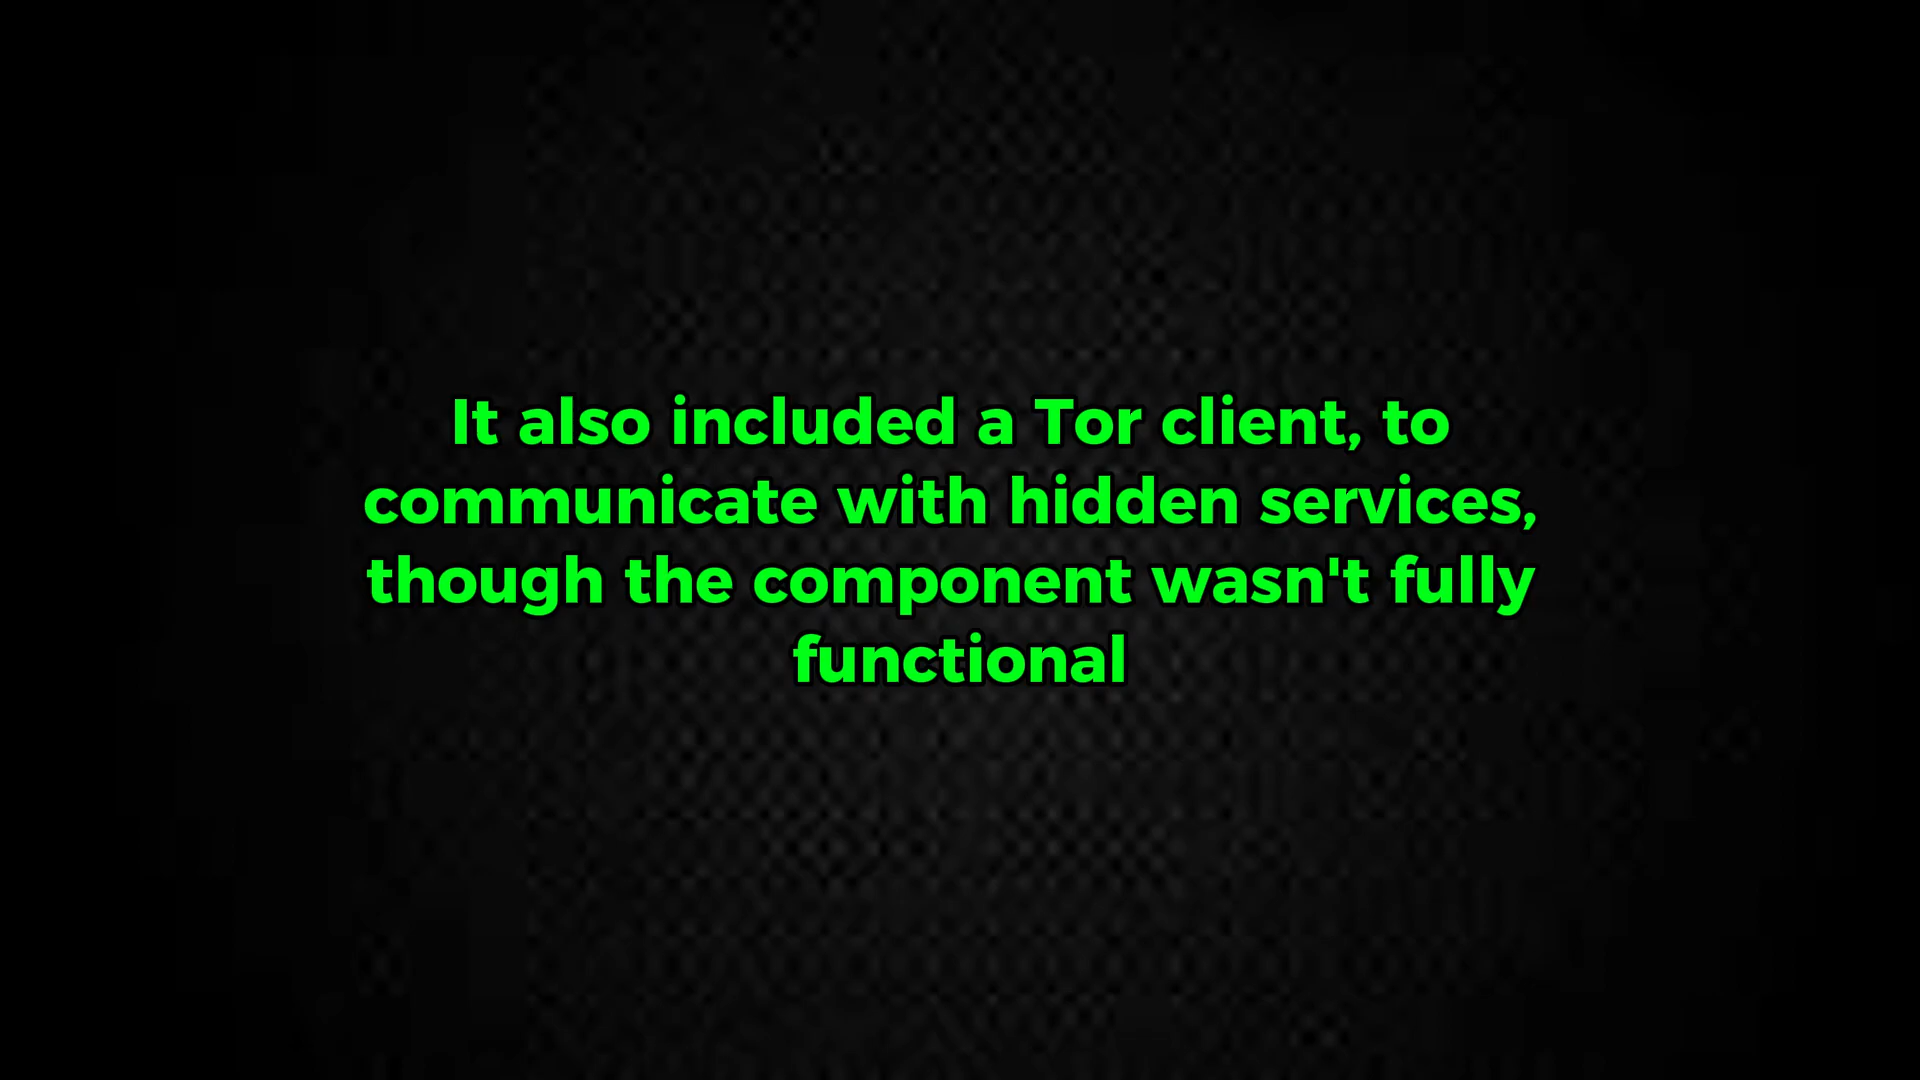 It also included a Tor client, to
communicate with hidden services,
though the component wasn't fully
functional